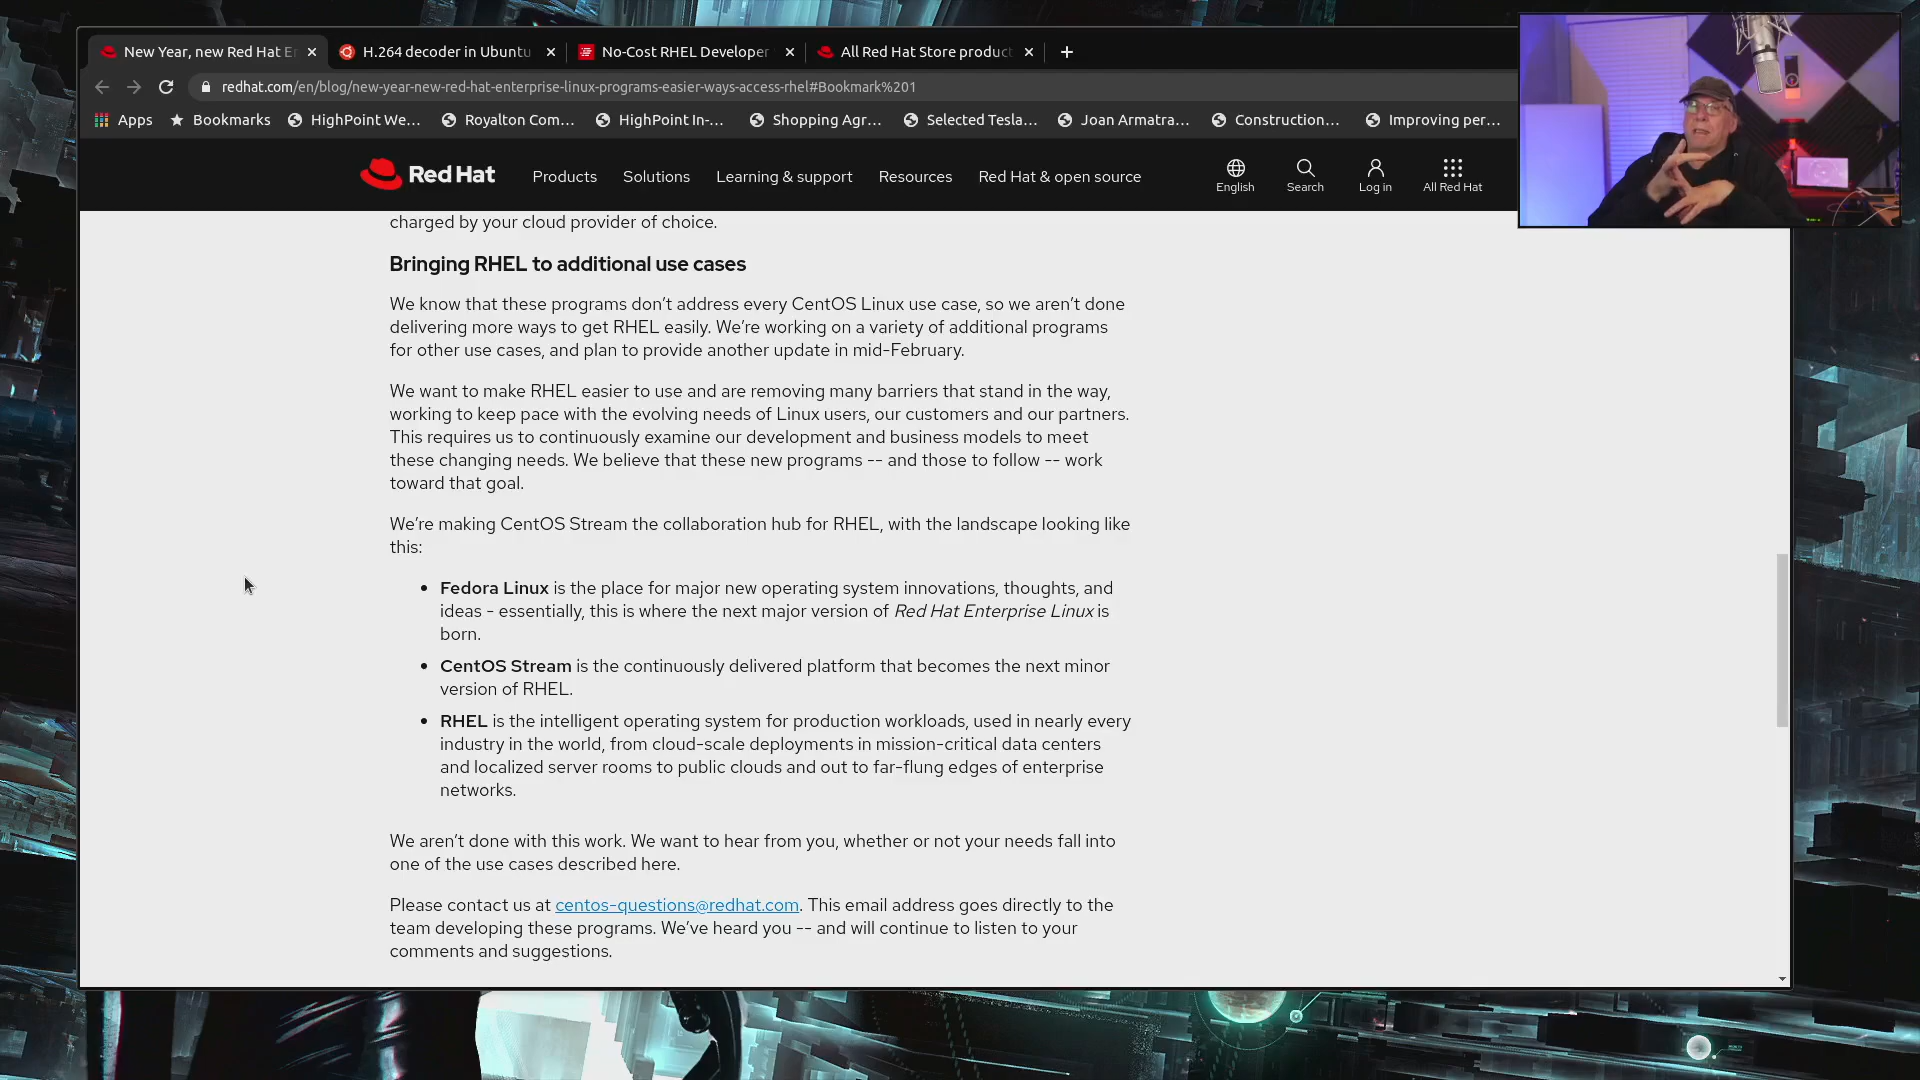 New Year, new Red Hat En
H.264 decoder in Ubuntu
No-Cost RHEL Developer
All Red Hat Store product
redhat.com/en/blog/new-year-new-red-hat-enterprise-linux-programs-easier-ways-access-rhel#Bookmark%201
Apps
Bookmarks
HighPoint We...
Royalton Com...
HighPoint In-...
Shopping Agr...
Selected Tesla...
Joan Armatra...
Construction...
Improving per...
Red Hat
Products
Solutions
Learning & support
Resources
Red Hat & open source
English
Search
Log in
All Red Hat
charged by your cloud provider of choice.
Bringing RHEL to additional use cases
We know that these programs don’t address every CentOS Linux use case, so we aren’t done
delivering more ways to get RHEL easily. We’re working on a variety of additional programs
for other use cases, and plan to provide another update in mid-February.
We want to make RHEL easier to use and are removing many barriers that stand in the way,
working to keep pace with the evolving needs of Linux users, our customers and our partners.
This requires us to continuously examine our development and business models to meet
these changing needs. We believe that these new programs -- and those to follow -- work
toward that goal.
We’re making CentOS Stream the collaboration hub for RHEL, with the landscape looking like
this:
• Fedora Linux is the place for major new operating system innovations, thoughts, and
ideas - essentially, this is where the next major version of Red Hat Enterprise Linux is
born.
• CentOS Stream is the continuously delivered platform that becomes the next minor
version of RHEL.
• RHEL is the intelligent operating system for production workloads, used in nearly every
industry in the world, from cloud-scale deployments in mission-critical data centers
and localized server rooms to public clouds and out to far-flung edges of enterprise
networks.
We aren’t done with this work. We want to hear from you, whether or not your needs fall into
one of the use cases described here.
Please contact us at centos-questions@redhat.com. This email address goes directly to the
team developing these programs. We’ve heard you -- and will continue to listen to your
comments and suggestions.